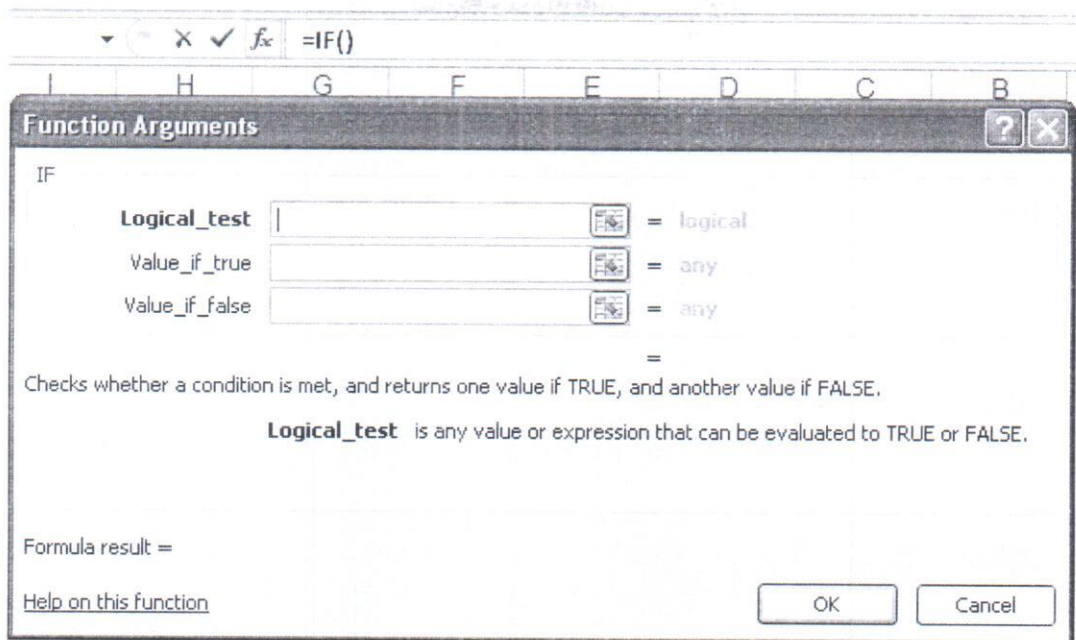 fx =IF()
I H G F E D C B
Function Arguments
IF
Logical_test = logical
Value_if_true = any
Value_if_false = any
=
Checks whether a condition is met, and returns one value if TRUE, and another value if FALSE.
Logical_test is any value or expression that can be evaluated to TRUE or FALSE.
Formula result =
Help on this function OK Cancel